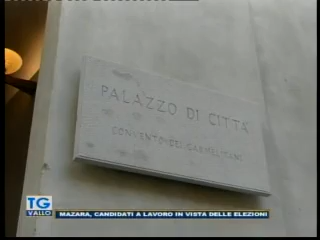 PALAZZO DI CITTÀ
CONVENTO DEI CARMELITANI
TG
VALLO
MAZARA, CANDIDATI A LAVORO IN VISTA DELLE ELEZIONI